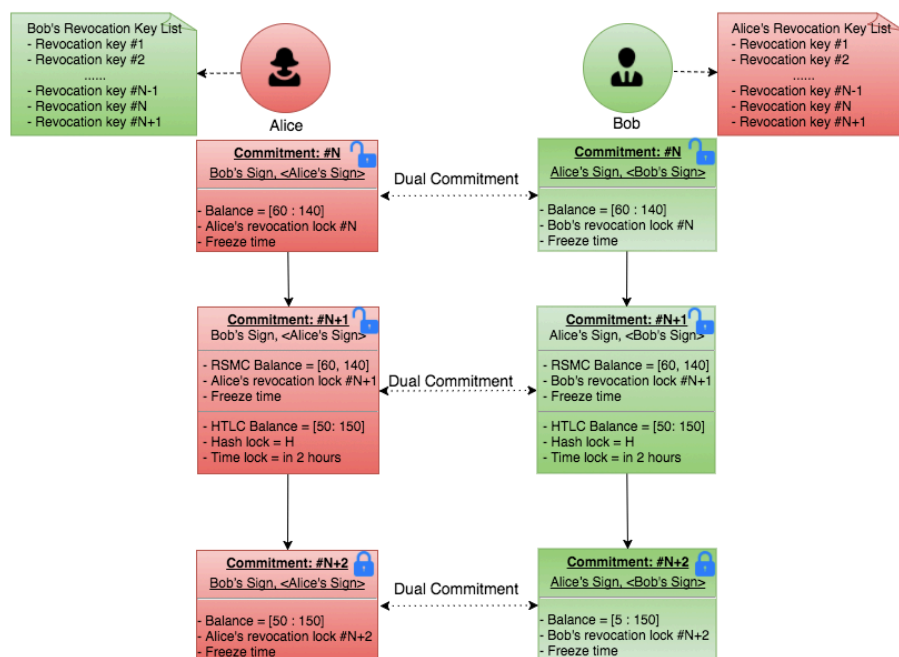 Bob's Revocation Key List
- Revocation key #1
- Revocation key #2
......
- Revocation key #N-1
- Revocation key #N
- Revocation key #N+1
Alice
Bob
Alice's Revocation Key List
- Revocation key #1
- Revocation key #2
......
- Revocation key #N-1
- Revocation key #N
- Revocation key #N+1
Commitment: #N
Bob's Sign, <Alice's Sign>
- Balance = [60 : 140]
- Alice's revocation lock #N
- Freeze time
Dual Commitment
Commitment: #N
Alice's Sign, <Bob's Sign>
- Balance = [60 : 140]
- Bob's revocation lock #N
- Freeze time
Commitment: #N+1
Bob's Sign, <Alice's Sign>
- RSMC Balance = [60, 140]
- Alice's revocation lock #N+1
- Freeze time
- HTLC Balance = [50: 150]
- Hash lock = H
- Time lock = in 2 hours
Dual Commitment
Commitment: #N+1
Alice's Sign, <Bob's Sign>
- RSMC Balance = [60, 140]
- Bob's revocation lock #N+1
- Freeze time
- HTLC Balance = [50: 150]
- Hash lock = H
- Time lock = in 2 hours
Commitment: #N+2
Bob's Sign, <Alice's Sign>
- Balance = [50 : 150]
- Alice's revocation lock #N+2
- Freeze time
Dual Commitment
Commitment: #N+2
Alice's Sign, <Bob's Sign>
- Balance = [5 : 150]
- Bob's revocation lock #N+2
- Freeze time